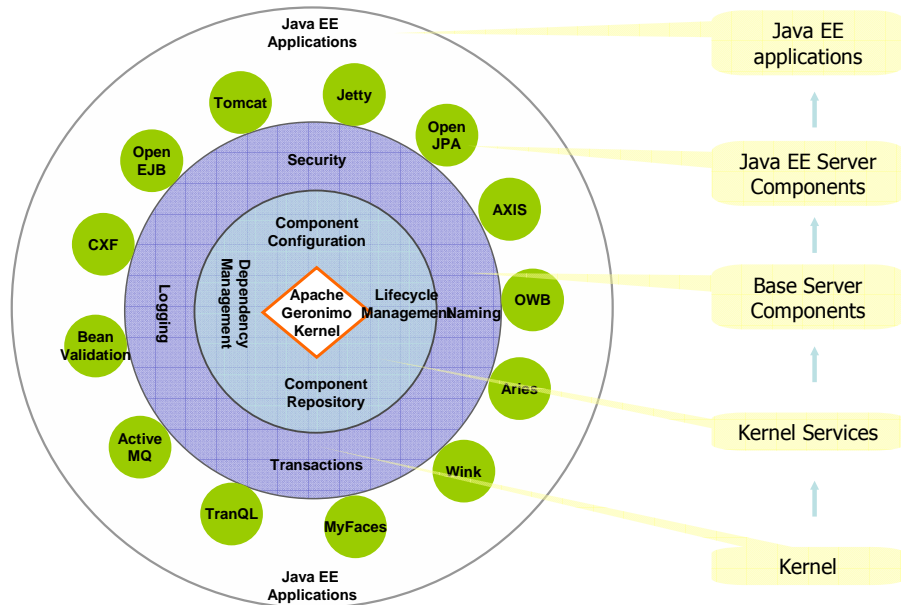 Java EE
Applications
Tomcat
Jetty
Open
JPA
Open
EJB
Security
AXIS
CXF
Component
Configuration
Dependency
Management
Logging
Apache
Geronimo
Kernel
Lifecycle
Management
Naming
OWB
Bean
Validation
Component
Repository
Aries
Active
MQ
Transactions
Wink
TranQL
MyFaces
Java EE
Applications
Java EE
applications
Java EE Server
Components
Base Server
Components
Kernel Services
Kernel